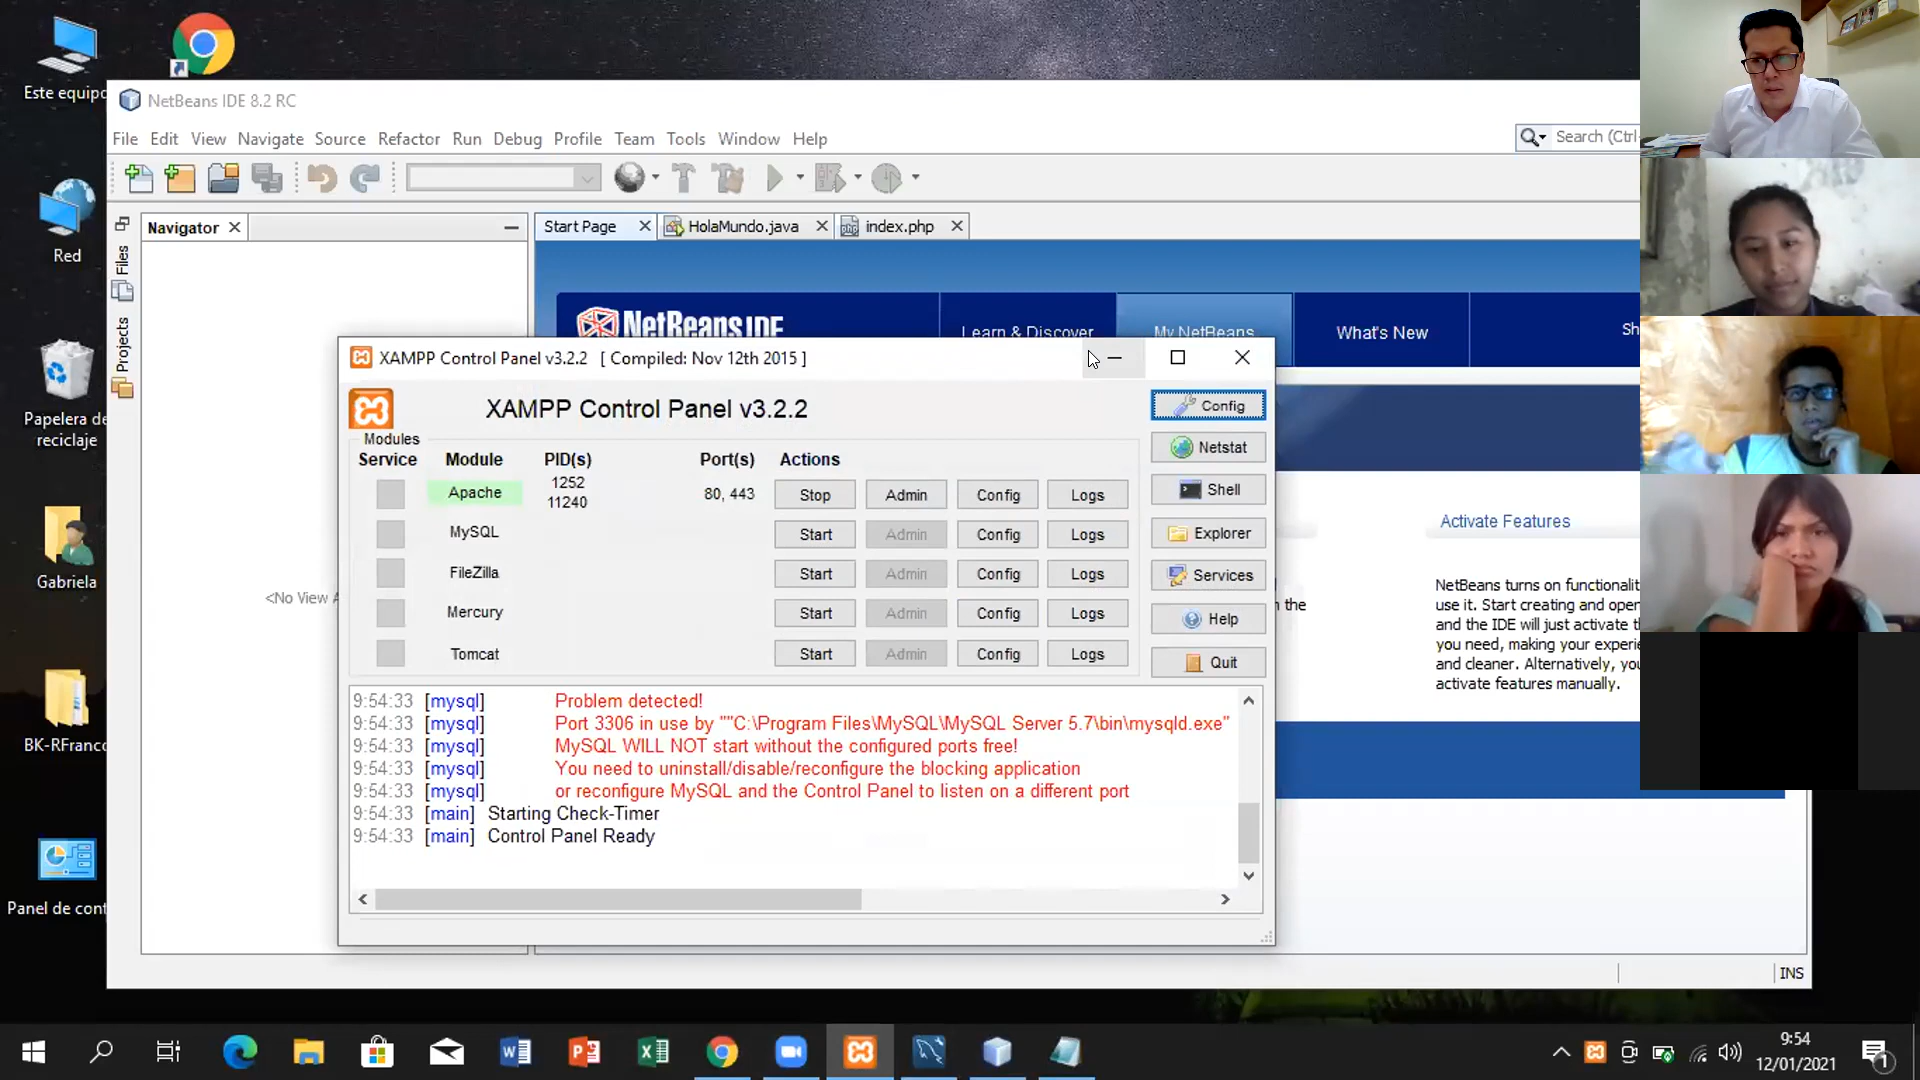 Este equipo
Red
Papelera de
reciclaje
Gabriela
BK-RFranco
Panel de cont
NetBeans IDE 8.2 RC
File Edit View Navigate Source Refactor Run Debug Profile Team Tools Window Help
Search (Ctrl
Files
Projects
Navigator
Start Page HolaMundo.java index.php
NetBeans IDE
Learn & Discover My NetBeans What's New Sh
<No View A
XAMPP Control Panel v3.2.2 [ Compiled: Nov 12th 2015 ]
XAMPP Control Panel v3.2.2
Modules
Service Module PID(s) Port(s) Actions
Apache 1252 11240 80, 443 Stop Admin Config Logs
MySQL Start Admin Config Logs
FileZilla Start Admin Config Logs
Mercury Start Admin Config Logs
Tomcat Start Admin Config Logs
Config
Netstat
Shell
Explorer
Services
Help
Quit
9:54:33 [mysql] Problem detected!
9:54:33 [mysql] Port 3306 in use by ""C:\Program Files\MySQL\MySQL Server 5.7\bin\mysqld.exe"
9:54:33 [mysql] MySQL WILL NOT start without the configured ports free!
9:54:33 [mysql] You need to uninstall/disable/reconfigure the blocking application
9:54:33 [mysql] or reconfigure MySQL and the Control Panel to listen on a different port
9:54:33 [main] Starting Check-Timer
9:54:33 [main] Control Panel Ready
the
Activate Features
NetBeans turns on functionalit
use it. Start creating and open
and the IDE will just activate th
you need, making your experie
and cleaner. Alternatively, you
activate features manually.
INS
9:54
12/01/2021
1